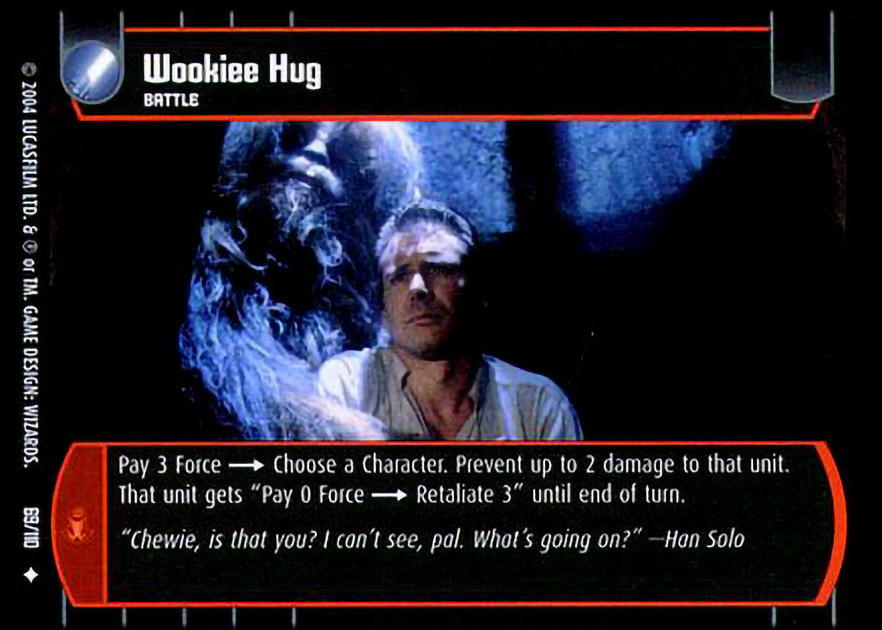 Wookiee Hug
BATTLE
Pay 3 Force → Choose a Character. Prevent up to 2 damage to that unit.
That unit gets “Pay 0 Force → Retaliate 3” until end of turn.
“Chewie, is that you? I can't see, pal. What's going on?” —Han Solo
© 2004 LUCASFILM LTD. & ® or TM. GAME DESIGN: WIZARDS. 69/110